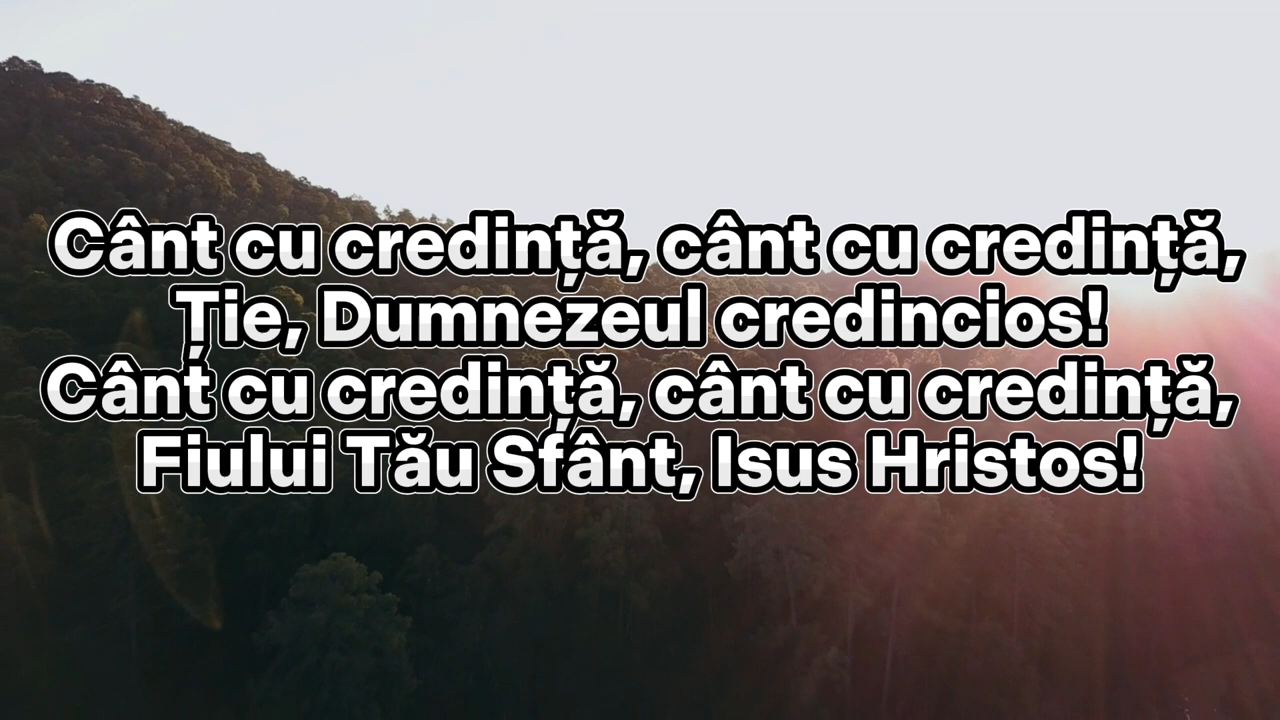 Cânt cu credință, cânt cu credință,
Ție, Dumnezeul credincios!
Cânt cu credință, cânt cu credință,
Fiului Tău Sfânt, Isus Hristos!